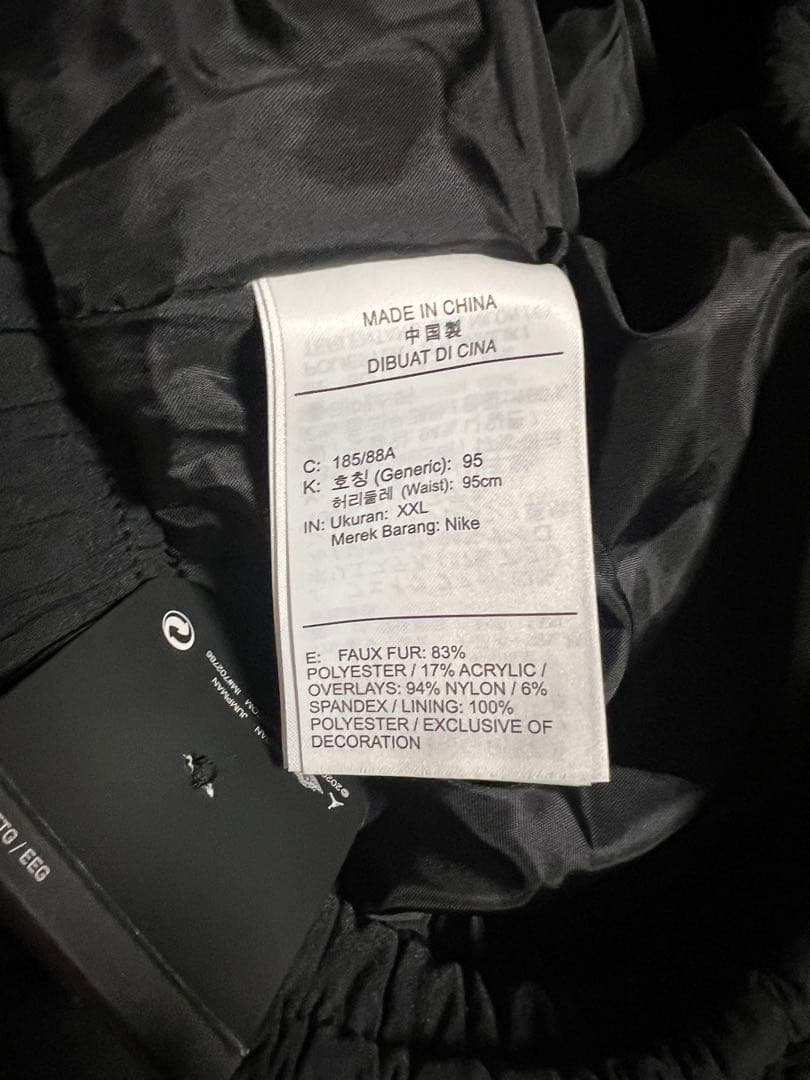 MADE IN CHINA
中国製
DIBUAT DI CINA
C: 185/88A
K: 호칭 (Generic): 95
허리둘레 (Waist): 95cm
IN: Ukuran: XXL
Merek Barang: Nike
E: FAUX FUR: 83%
POLYESTER / 17% ACRYLIC /
OVERLAYS: 94% NYLON / 6%
SPANDEX / LINING: 100%
POLYESTER / EXCLUSIVE OF
DECORATION
JUMPMAN
/ EEG